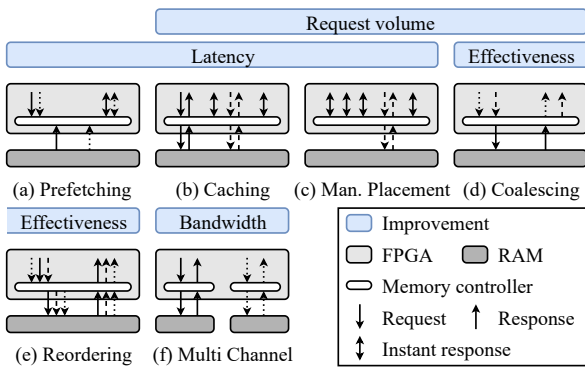 Request volume
Latency
Effectiveness
(a) Prefetching
(b) Caching
(c) Man. Placement
(d) Coalescing
Effectiveness
Bandwidth
(e) Reordering
(f) Multi Channel
Improvement
FPGA
RAM
Memory controller
Request
Response
Instant response